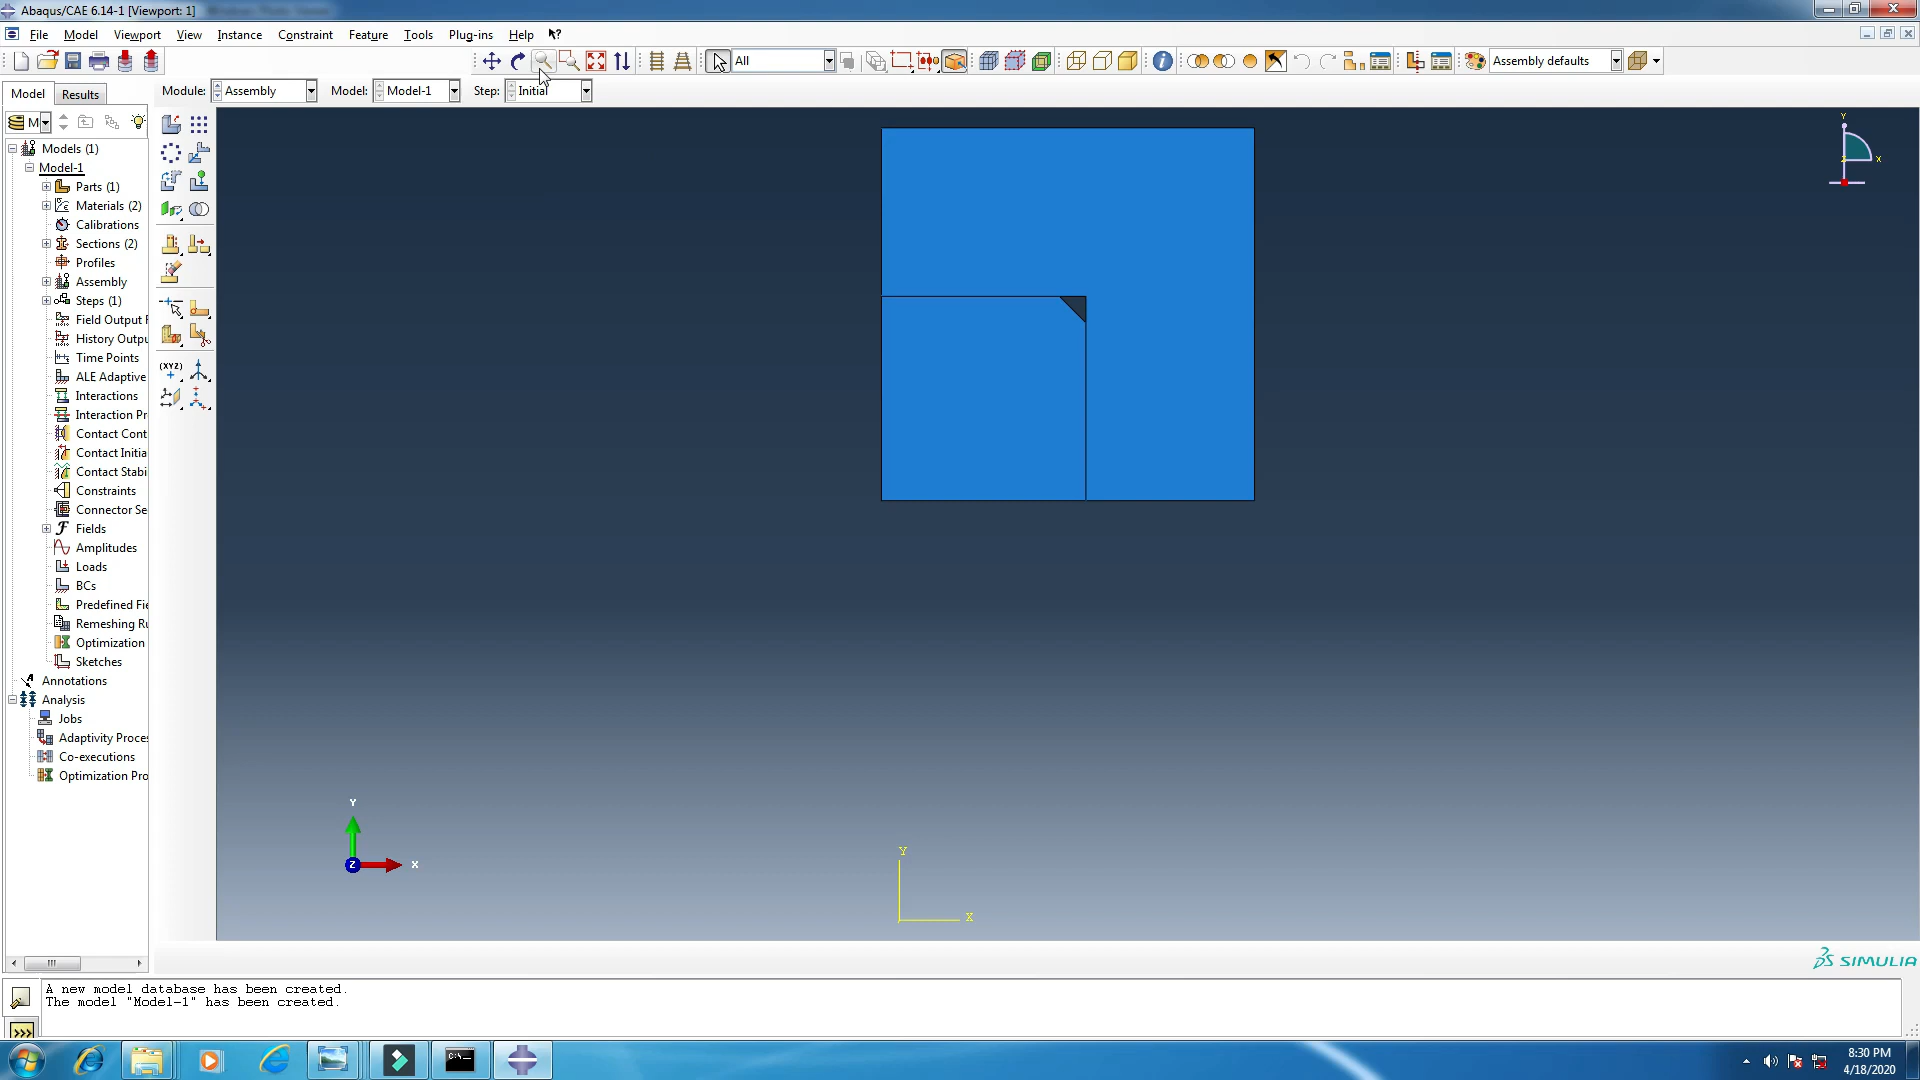 Abaqus/CAE 6.14-1 [Viewport: 1]
File Model Viewport View Instance Constraint Feature Tools Plug-ins Help
All
Assembly defaults
Model Results
Module: Assembly Model: Model-1 Step: Initial
M
Models (1)
Model-1
Parts (1)
Materials (2)
Calibrations
Sections (2)
Profiles
Assembly
Steps (1)
Field Output F
History Outpu
Time Points
ALE Adaptive
Interactions
Interaction Pr
Contact Cont
Contact Initia
Contact Stabi
Constraints
Connector Se
Fields
Amplitudes
Loads
BCs
Predefined Fie
Remeshing Ru
Optimization
Sketches
Annotations
Analysis
Jobs
Adaptivity Proce
Co-executions
Optimization Pro
(XYZ)
Y
X
Z
Y
X
Z
Y
X
SIMULIA
A new model database has been created.
The model "Model-1" has been created.
>>>
C:\.
8:30 PM
4/18/2020